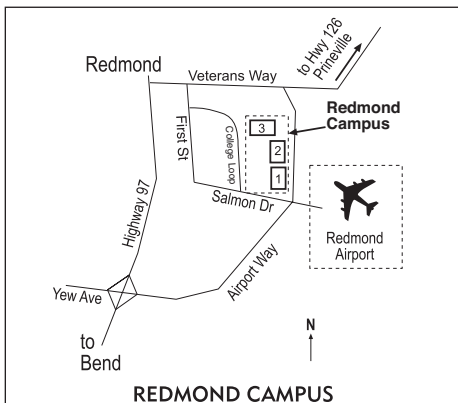 to Hwy 126
Prineville
Redmond
Veterans Way
Redmond
Campus
First St
College Loop
3
2
1
Salmon Dr
Highway 97
Redmond
Airport
Airport Way
Yew Ave
to
Bend
N
REDMOND CAMPUS